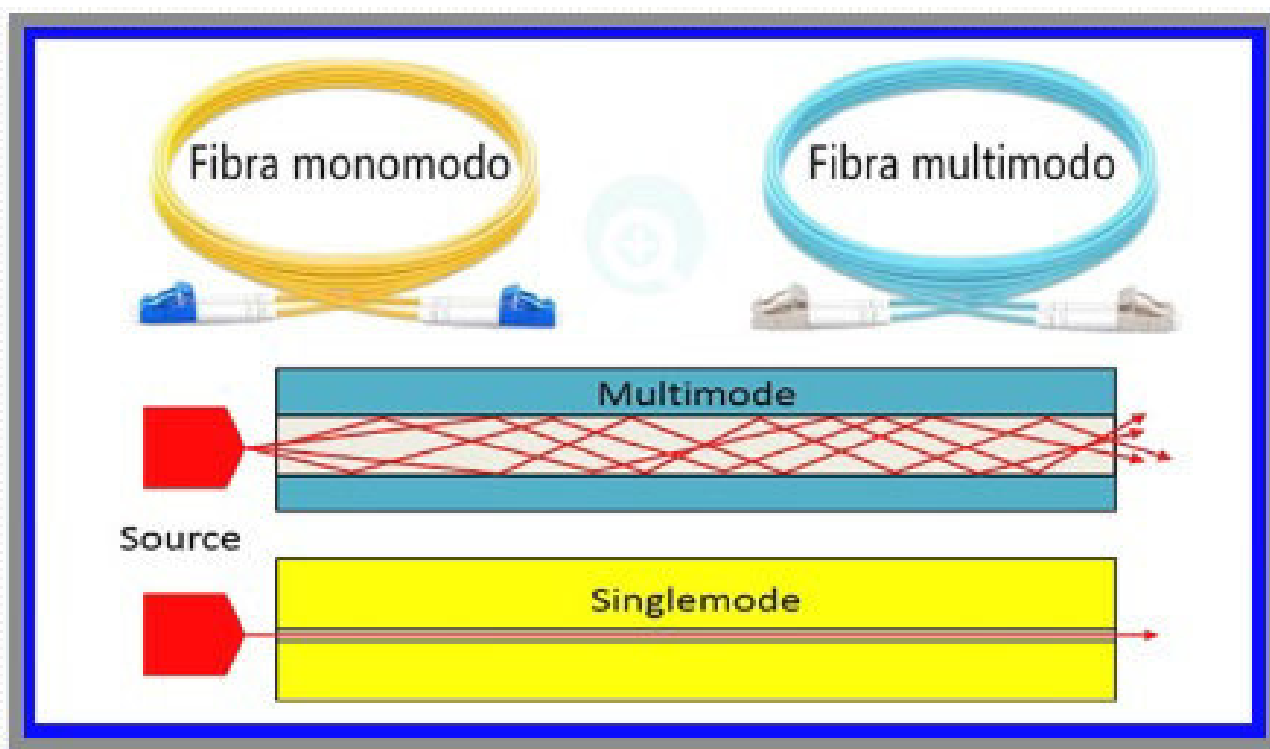 Fibra monomodo
Fibra multimodo
Multimode
Source
Singlemode